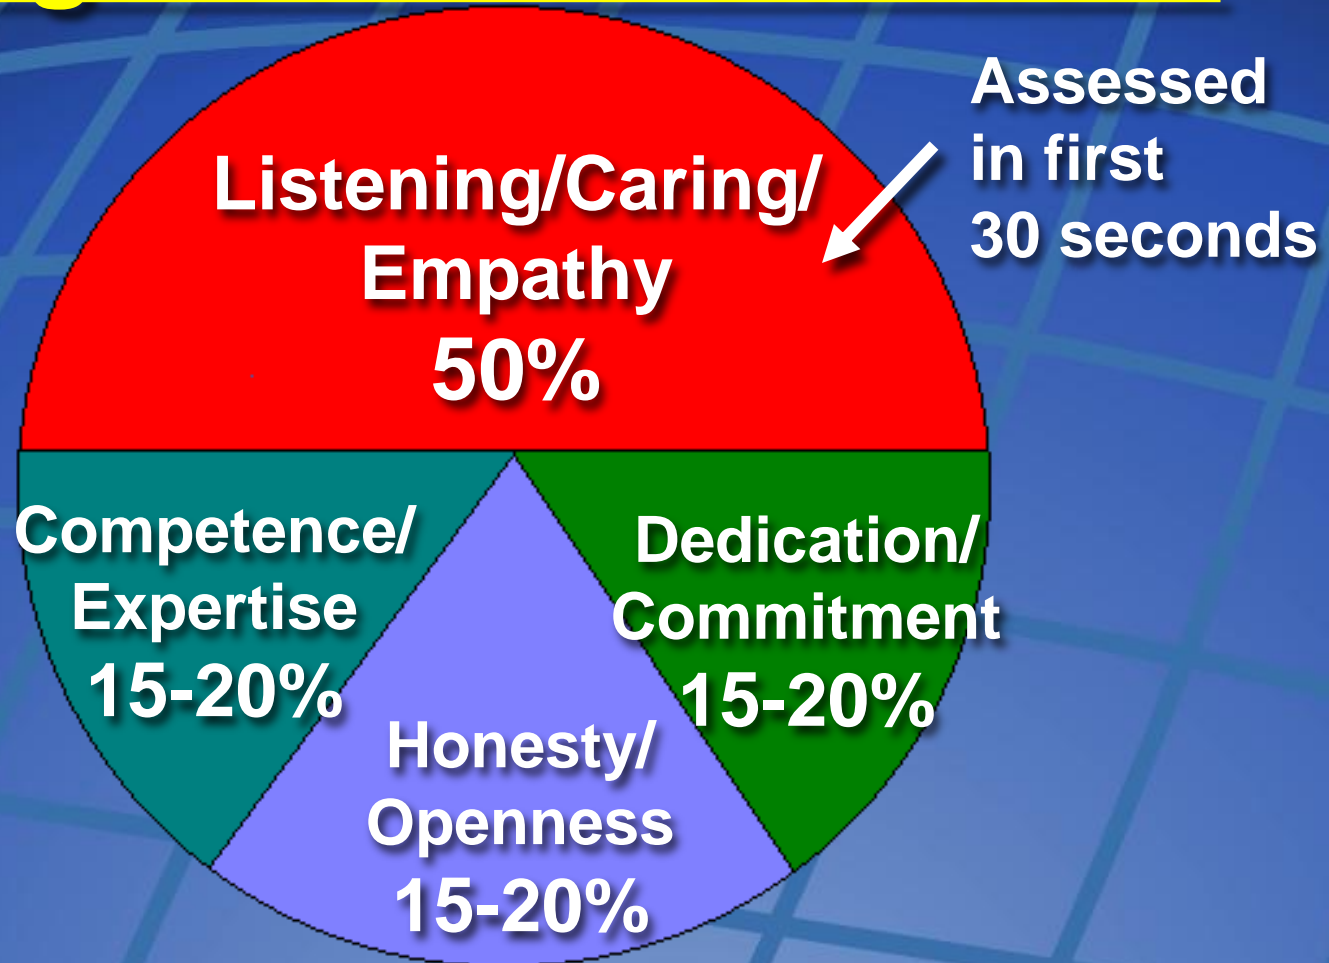 Assessed
in first
30 seconds
Listening/Caring/
Empathy
50%
Competence/
Expertise
15-20%
Honesty/
Openness
15-20%
Dedication/
Commitment
15-20%